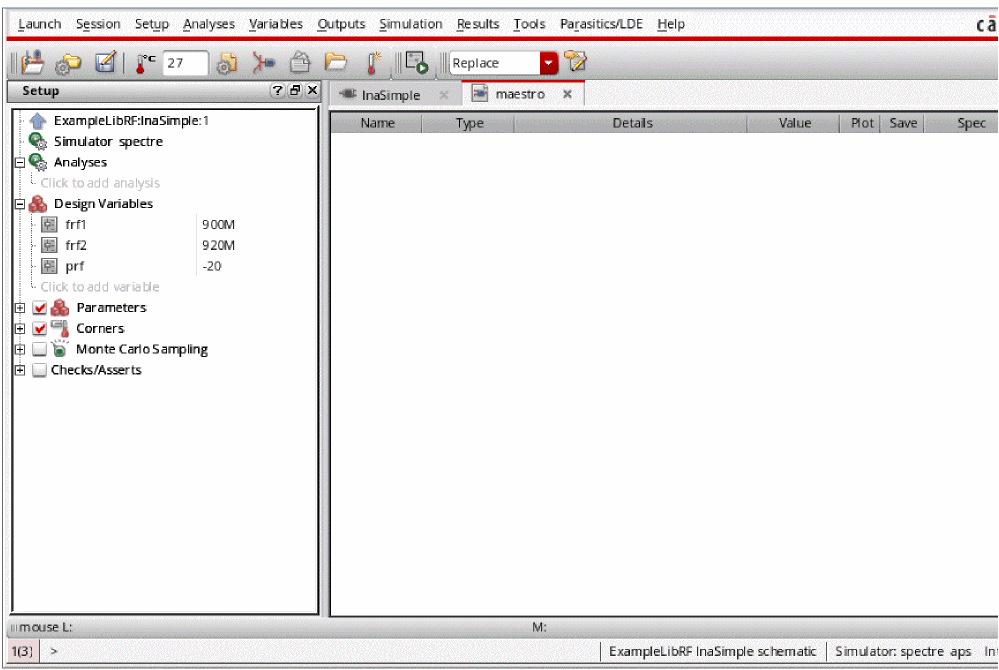 Launch Session Setup Analyses Variables Outputs Simulation Results Tools Parasitics/LDE Help cā
°C 27 Replace
Setup
lnaSimple maestro
Name Type Details Value Plot Save Spec
ExampleLibRF:lnaSimple:1
Simulator spectre
Analyses
Click to add analysis
Design Variables
frf1 900M
frf2 920M
prf -20
Click to add variable
Parameters
Corners
Monte Carlo Sampling
Checks/Asserts
mouse L: M:
1(3) > ExampleLibRF lnaSimple schematic Simulator: spectre aps In